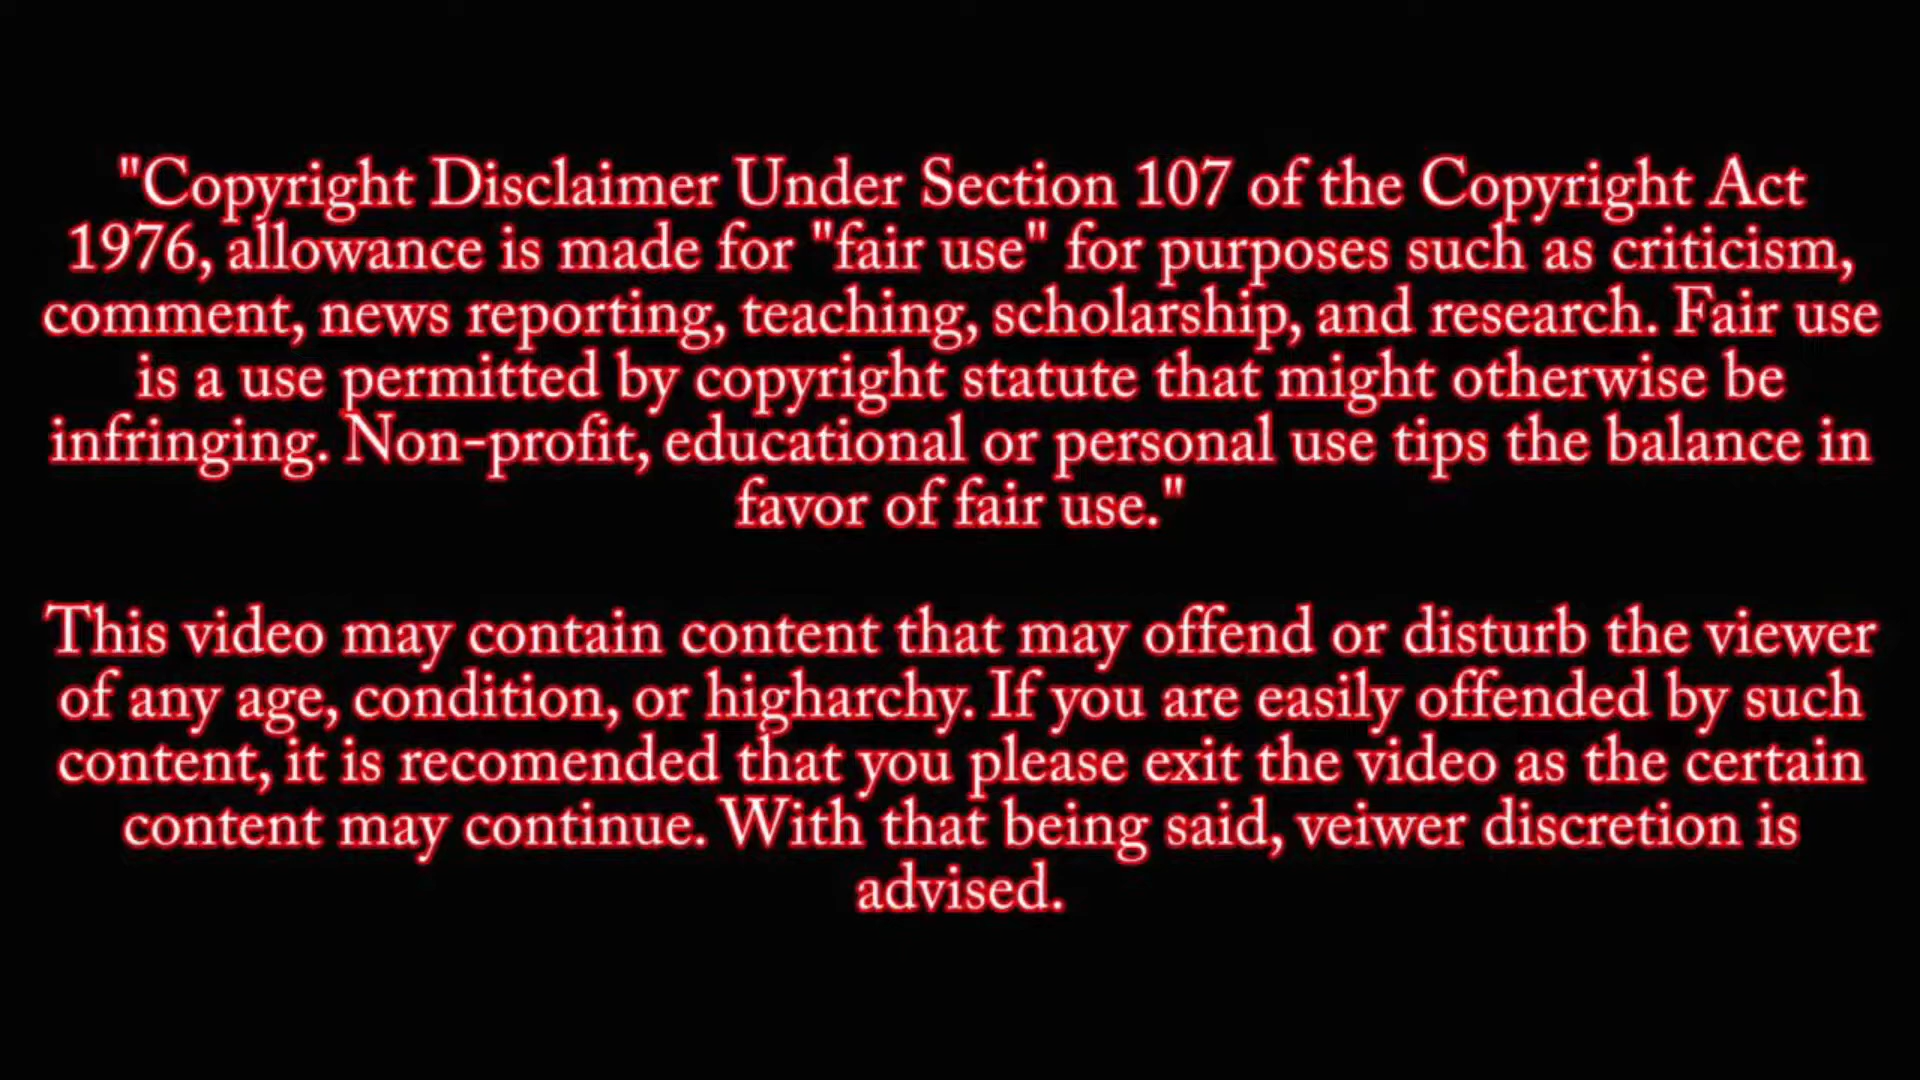 "Copyright Disclaimer Under Section 107 of the Copyright Act
1976, allowance is made for "fair use" for purposes such as criticism,
comment, news reporting, teaching, scholarship, and research. Fair use
is a use permitted by copyright statute that might otherwise be
infringing. Non-profit, educational or personal use tips the balance in
favor of fair use."
This video may contain content that may offend or disturb the viewer
of any age, condition, or higharchy. If you are easily offended by such
content, it is recomended that you please exit the video as the certain
content may continue. With that being said, veiwer discretion is
advised.